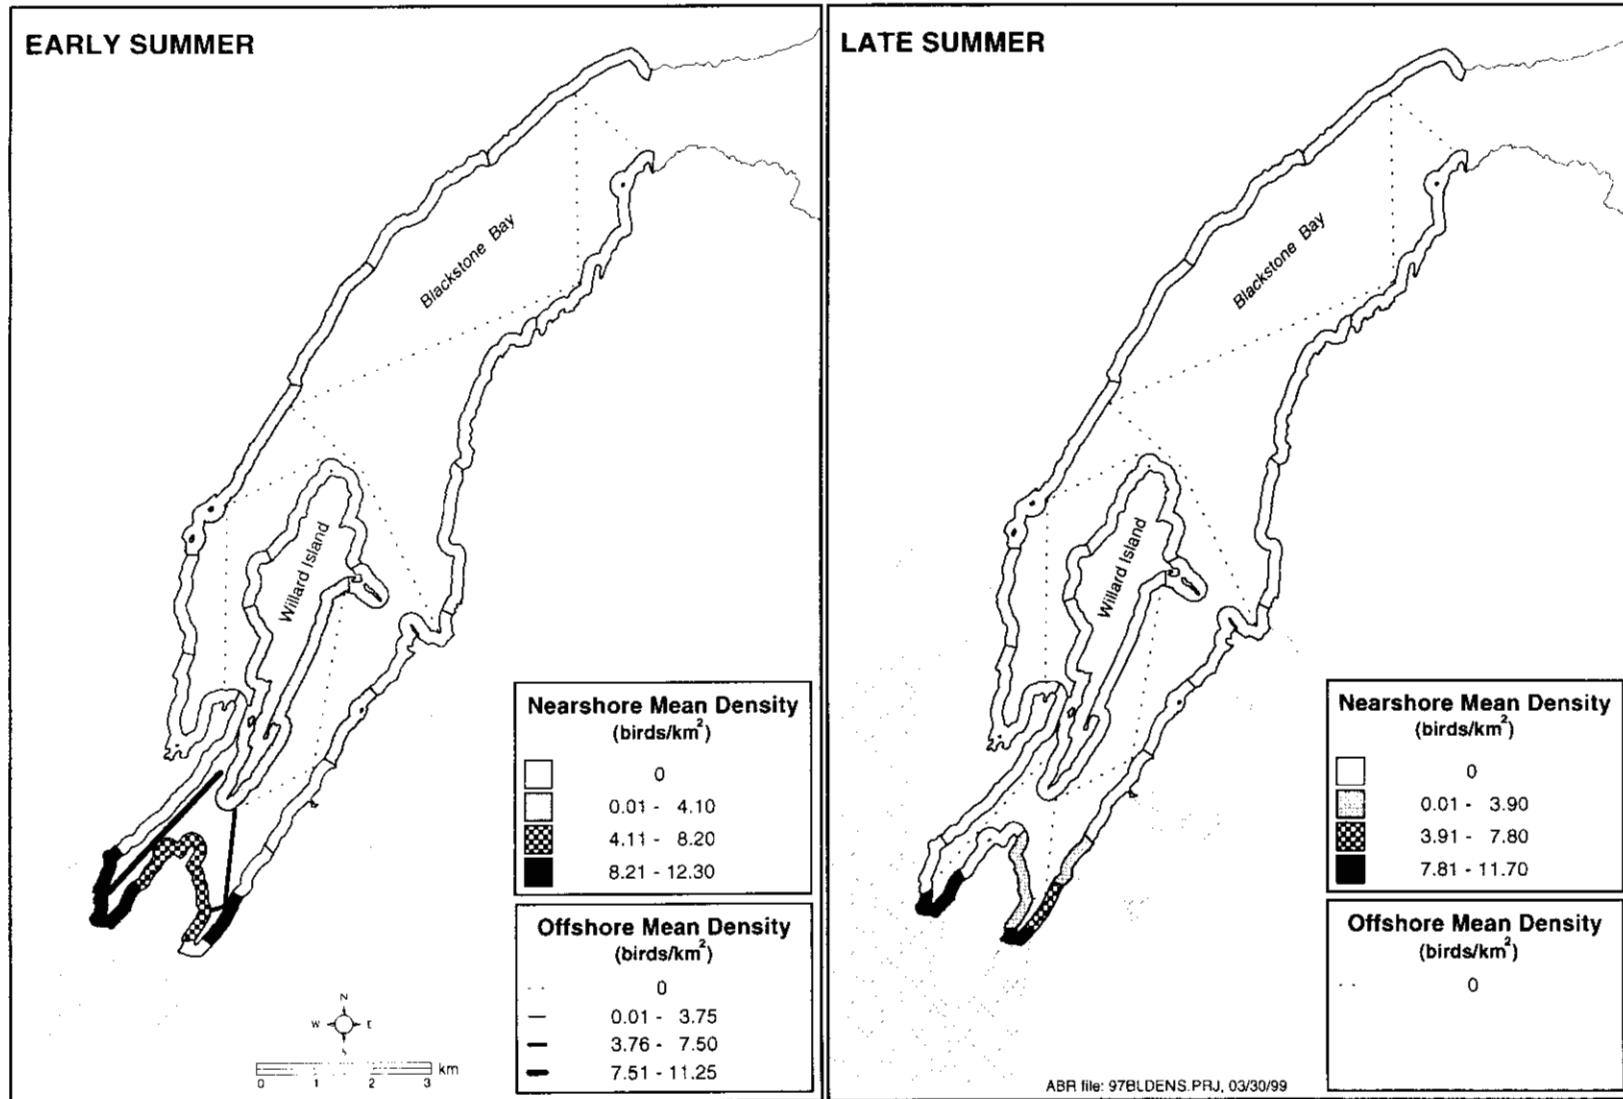 EARLY SUMMER
Blackstone Bay
Willard Island
Nearshore Mean Density
(birds/km²)
0
0.01 - 4.10
4.11 - 8.20
8.21 - 12.30
Offshore Mean Density
(birds/km²)
0
0.01 - 3.75
3.76 - 7.50
7.51 - 11.25
N
W E
S
0 1 2 3 km
LATE SUMMER
Blackstone Bay
Willard Island
Nearshore Mean Density
(birds/km²)
0
0.01 - 3.90
3.91 - 7.80
7.81 - 11.70
Offshore Mean Density
(birds/km²)
0
ABR file: 97BLDENS.PRJ, 03/30/99